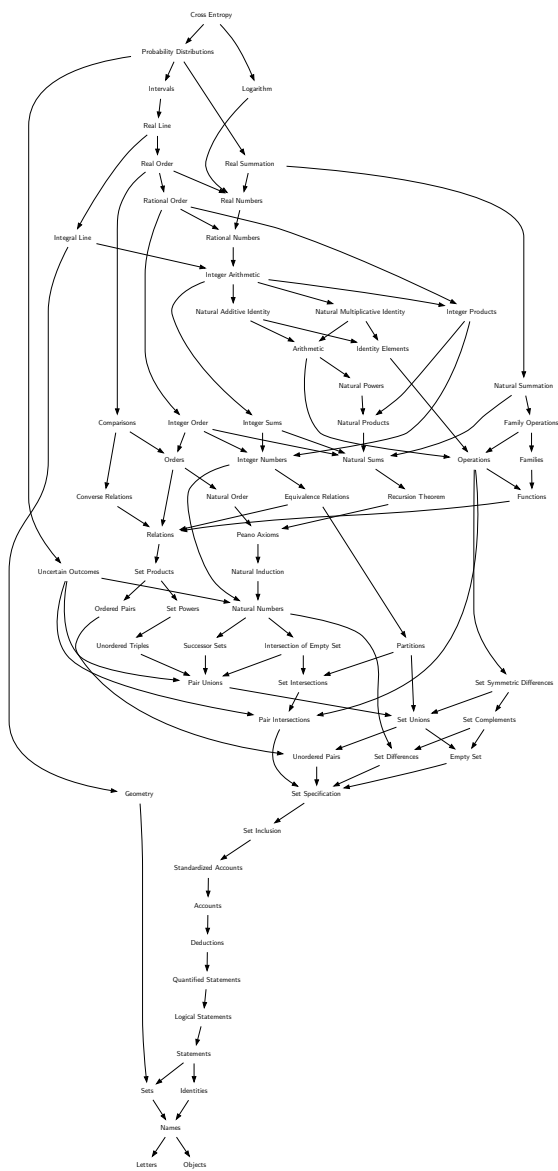 Cross Entropy
Probability Distributions
Intervals
Logarithm
Real Line
Real Order
Real Summation
Rational Order
Real Numbers
Integral Line
Rational Numbers
Integer Arithmetic
Natural Additive Identity
Natural Multiplicative Identity
Integer Products
Arithmetic
Identity Elements
Natural Powers
Natural Summation
Comparisons
Integer Order
Integer Sums
Natural Products
Family Operations
Orders
Integer Numbers
Natural Sums
Operations
Families
Converse Relations
Natural Order
Equivalence Relations
Recursion Theorem
Functions
Relations
Peano Axioms
Uncertain Outcomes
Set Products
Natural Induction
Ordered Pairs
Set Powers
Natural Numbers
Unordered Triples
Successor Sets
Intersection of Empty Set
Partitions
Pair Unions
Set Intersections
Set Symmetric Differences
Pair Intersections
Set Unions
Set Complements
Unordered Pairs
Set Differences
Empty Set
Geometry
Set Specification
Set Inclusion
Standardized Accounts
Accounts
Deductions
Quantified Statements
Logical Statements
Statements
Sets
Identities
Names
Letters
Objects